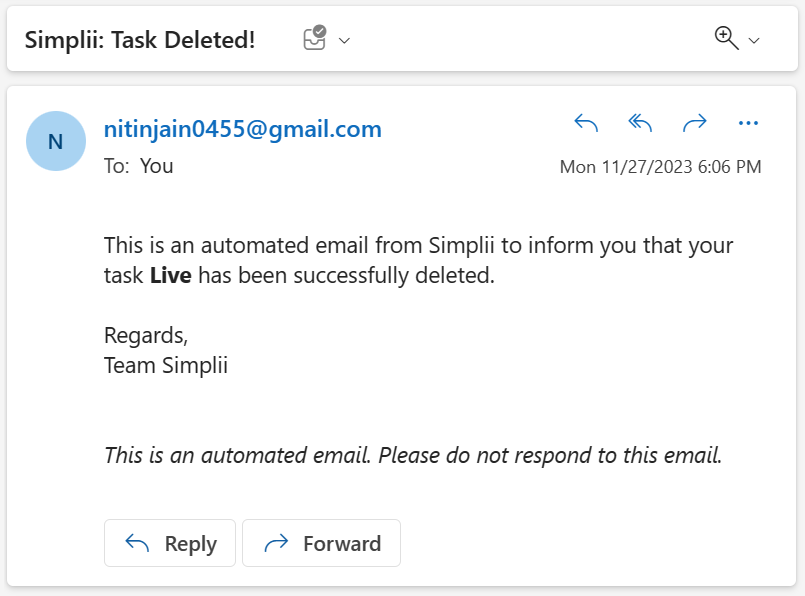 Simplii: Task Deleted!
N
nitinjain0455@gmail.com
To: You
Mon 11/27/2023 6:06 PM
This is an automated email from Simplii to inform you that your
task Live has been successfully deleted.
Regards,
Team Simplii
This is an automated email. Please do not respond to this email.
Reply
Forward